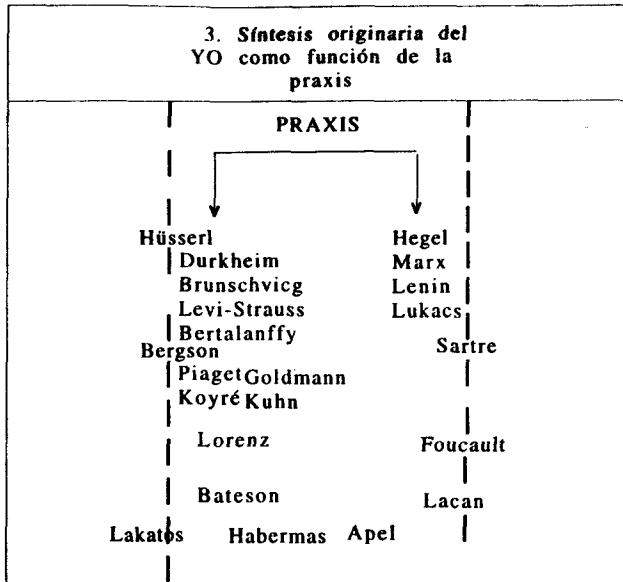 3. Síntesis originaria del
YO como función de la
praxis
PRAXIS
Hüsserl Hegel
Durkheim Marx
Brunschvicg Lenin
Levi-Strauss Lukacs
Bertalanffy
Bergson Sartre
Piaget Goldmann
Koyré Kuhn
Lorenz Foucault
Bateson Lacan
Lakatos Habermas Apel